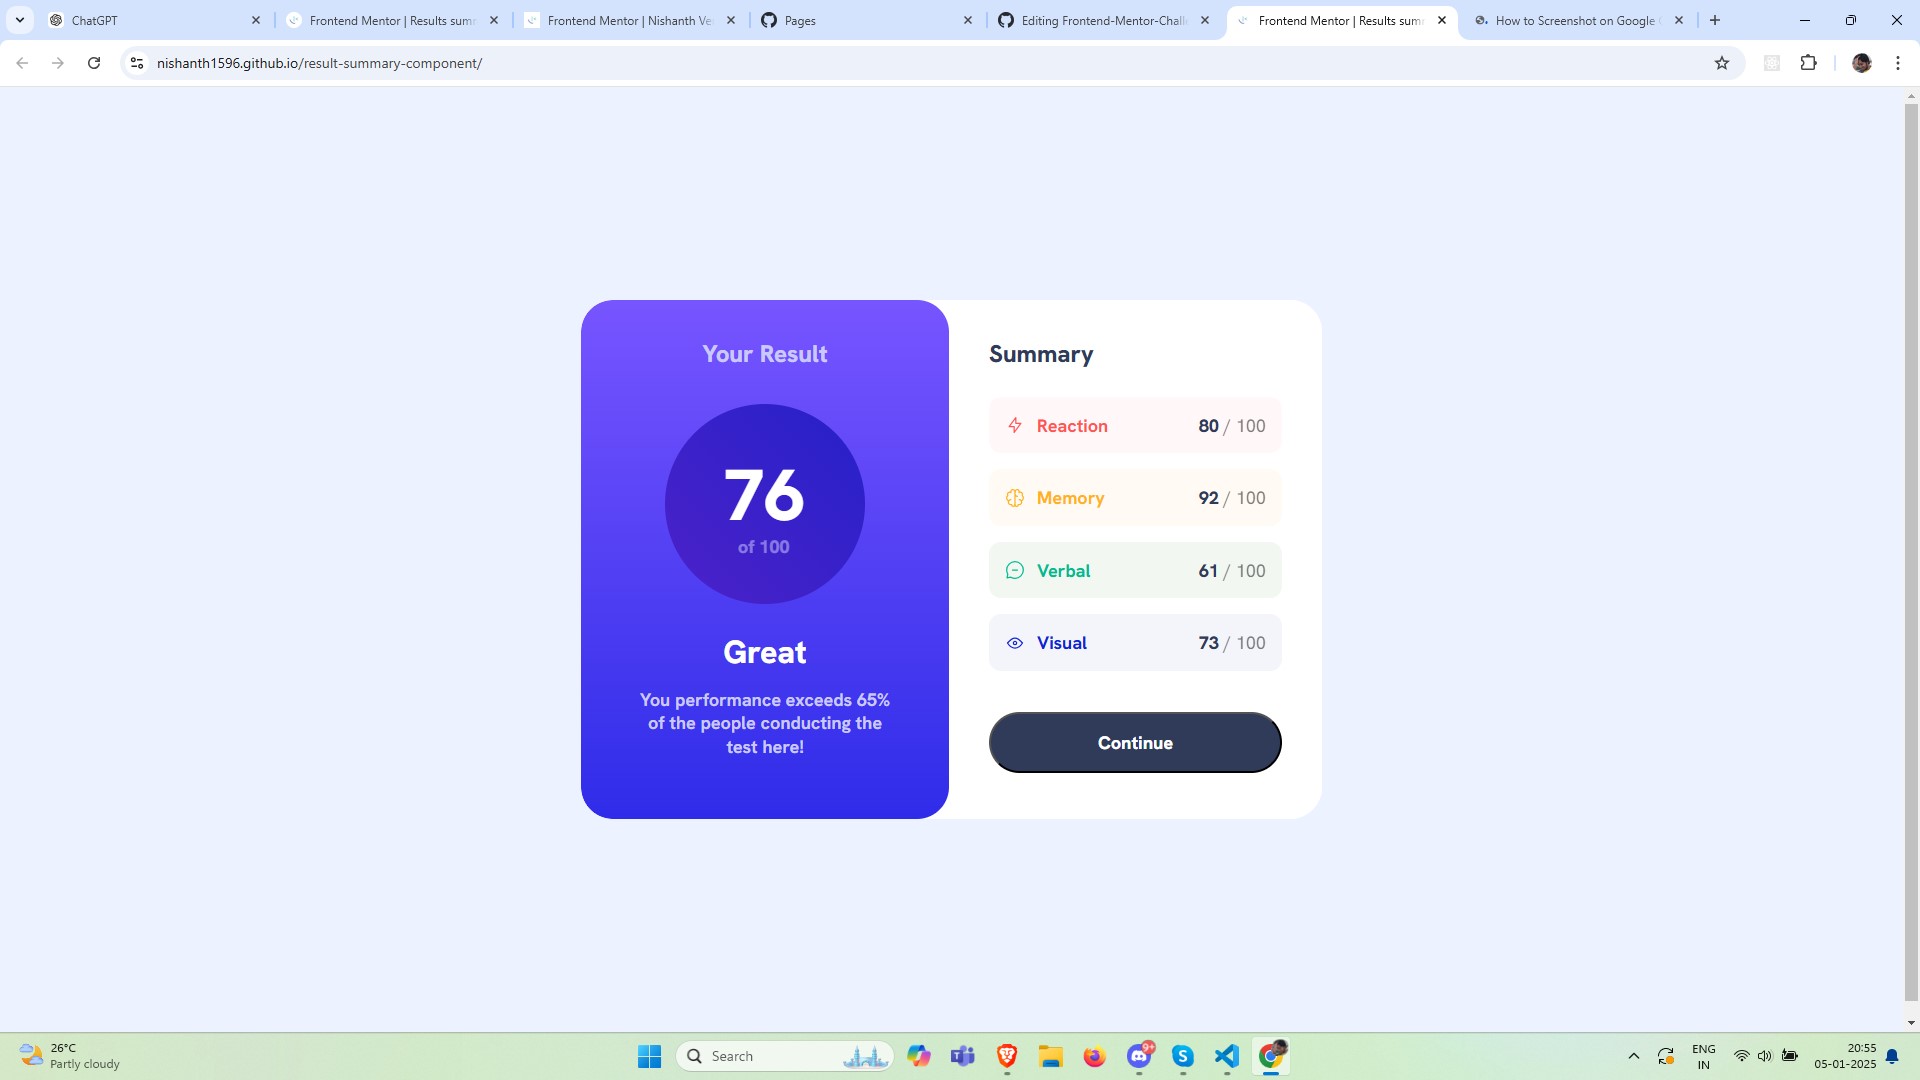 ChatGPT
Frontend Mentor | Results sum
Frontend Mentor | Nishanth Ve
Pages
Editing Frontend-Mentor-Chall
Frontend Mentor | Results sum
How to Screenshot on Google
nishanth1596.github.io/result-summary-component/
Your Result
76
of 100
Great
You performance exceeds 65%
of the people conducting the
test here!
Summary
Reaction 80 / 100
Memory 92 / 100
Verbal 61 / 100
Visual 73 / 100
Continue
26°C
Partly cloudy
Search
9+
ENG
IN
20:55
05-01-2025